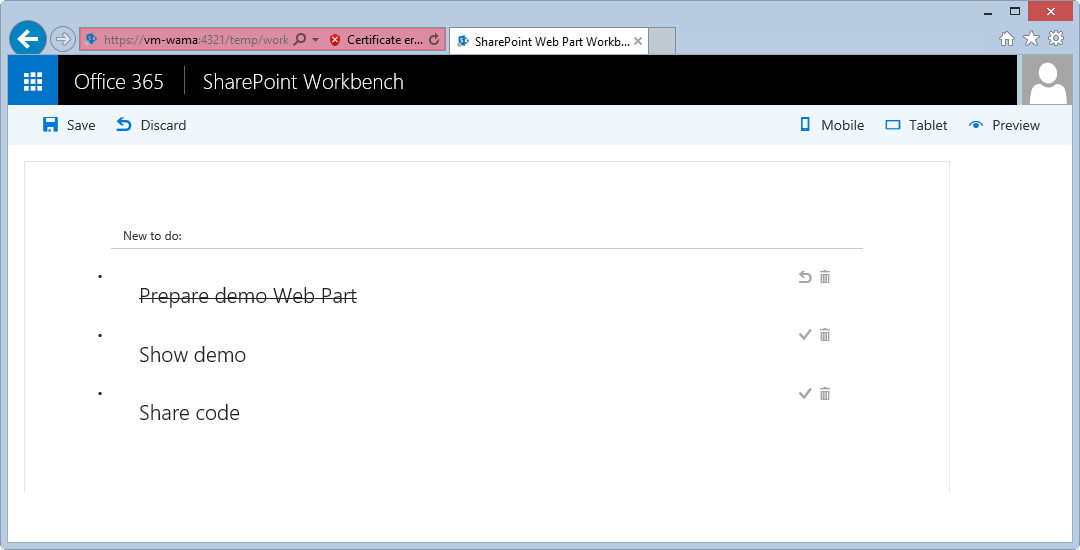 https://vm-wama:4321/temp/work
Certificate er...
SharePoint Web Part Workb...
Office 365
SharePoint Workbench
Save
Discard
Mobile
Tablet
Preview
New to do:
Prepare demo Web Part
Show demo
Share code